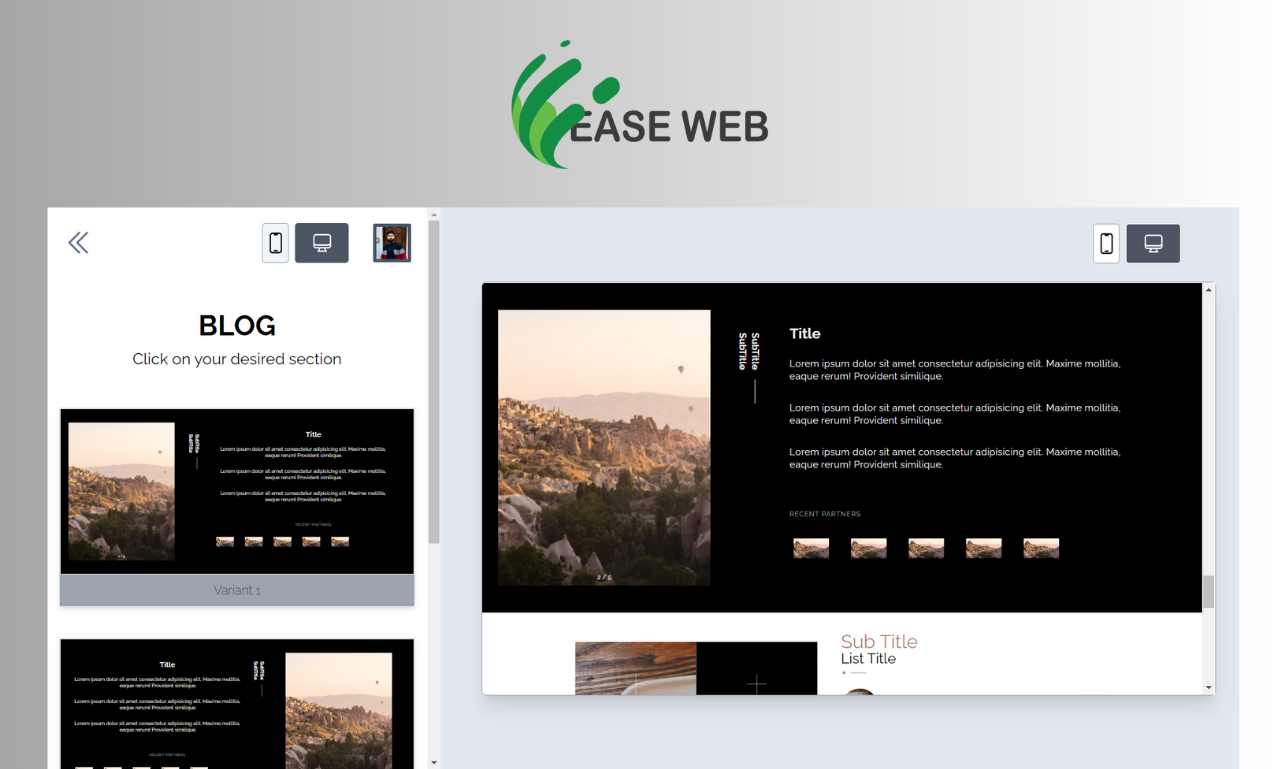 EASE WEB
BLOG
Click on your desired section
SubTitle
SubTitle
Title
Lorem ipsum dolor sit amet consectetur adipisicing elit. Maxime mollitia,
eaque rerum! Provident similique.
Lorem ipsum dolor sit amet consectetur adipisicing elit. Maxime mollitia,
eaque rerum! Provident similique.
Lorem ipsum dolor sit amet consectetur adipisicing elit. Maxime mollitia,
eaque rerum! Provident similique.
RECENT PARTNERS
Variant 1
Title
Lorem ipsum dolor sit amet consectetur adipisicing elit. Maxime mollitia,
eaque rerum! Provident similique.
Lorem ipsum dolor sit amet consectetur adipisicing elit. Maxime mollitia,
eaque rerum! Provident similique.
Lorem ipsum dolor sit amet consectetur adipisicing elit. Maxime mollitia,
eaque rerum! Provident similique.
RECENT PARTNERS
SubTitle
SubTitle
2 / 5
SubTitle
SubTitle
Title
Lorem ipsum dolor sit amet consectetur adipisicing elit. Maxime mollitia,
eaque rerum! Provident similique.
Lorem ipsum dolor sit amet consectetur adipisicing elit. Maxime mollitia,
eaque rerum! Provident similique.
Lorem ipsum dolor sit amet consectetur adipisicing elit. Maxime mollitia,
eaque rerum! Provident similique.
RECENT PARTNERS
Sub Title
List Title